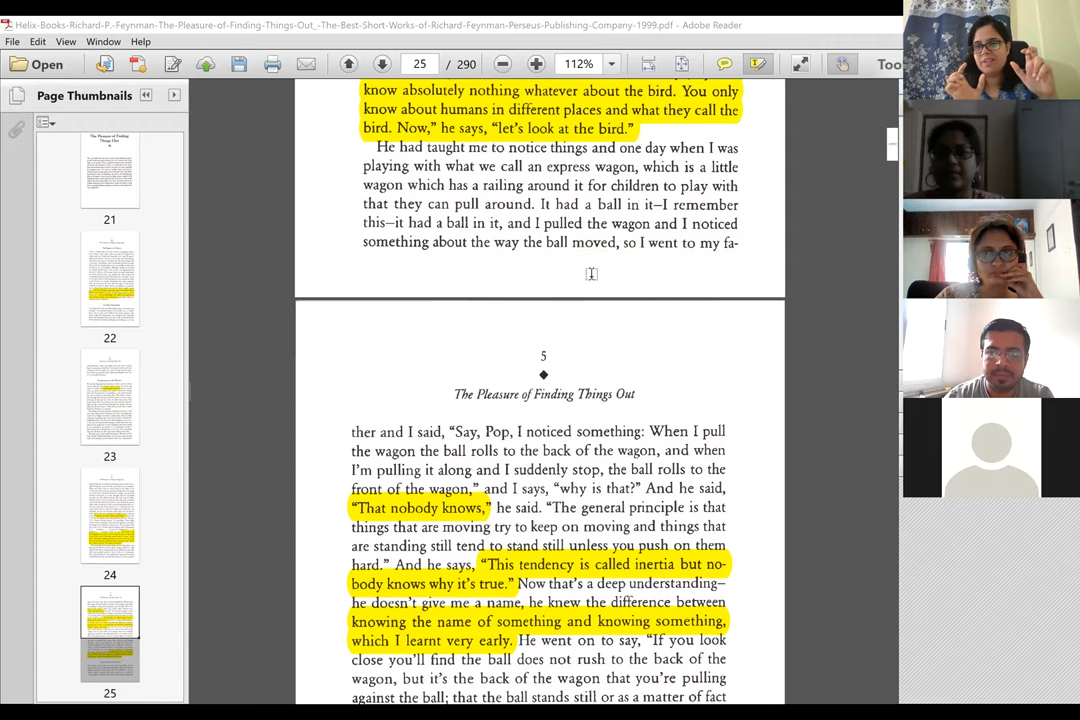 Helix-Books-Richard-P.-Feynman-The-Pleasure-of-Finding-Things-Out_-The-Best-Short-Works-of-Richard-Feynman-Perseus-Publishing-Company-1999.pdf - Adobe Reader
File Edit View Window Help
Open 25 / 290 112% Too
Page Thumbnails
The Pleasure of Finding
Things Out
21
22
23
24
25
know absolutely nothing whatever about the bird. You only
know about humans in different places and what they call the
bird. Now,” he says, “let’s look at the bird.”
He had taught me to notice things and one day when I was
playing with what we call an express wagon, which is a little
wagon which has a railing around it for children to play with
that they can pull around. It had a ball in it—I remember
this—it had a ball in it, and I pulled the wagon and I noticed
something about the way the ball moved, so I went to my fa-
5
The Pleasure of Finding Things Out
ther and I said, “Say, Pop, I noticed something: When I pull
the wagon the ball rolls to the back of the wagon, and when
I’m pulling it along and I suddenly stop, the ball rolls to the
front of the wagon,” and I says, “why is that?” And he said,
“That nobody knows,” he said. “The general principle is that
things that are moving try to keep on moving and things that
are standing still tend to stand still unless you push on them
hard.” And he says, “This tendency is called inertia but no-
body knows why it’s true.” Now that’s a deep understanding—
he doesn’t give me a name, he knew the difference between
knowing the name of something and knowing something,
which I learnt very early. He went on to say, “If you look
close you’ll find the ball does not rush to the back of the
wagon, but it’s the back of the wagon that you’re pulling
against the ball; that the ball stands still or as a matter of fact